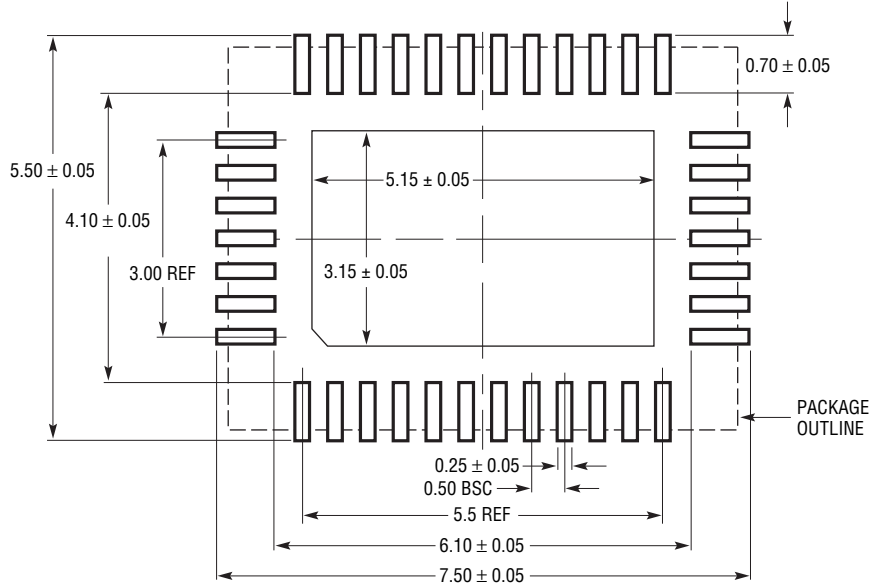 0.70 ± 0.05
5.50 ± 0.05
5.15 ± 0.05
4.10 ± 0.05
3.00 REF
3.15 ± 0.05
PACKAGE
OUTLINE
0.25 ± 0.05
0.50 BSC
5.5 REF
6.10 ± 0.05
7.50 ± 0.05